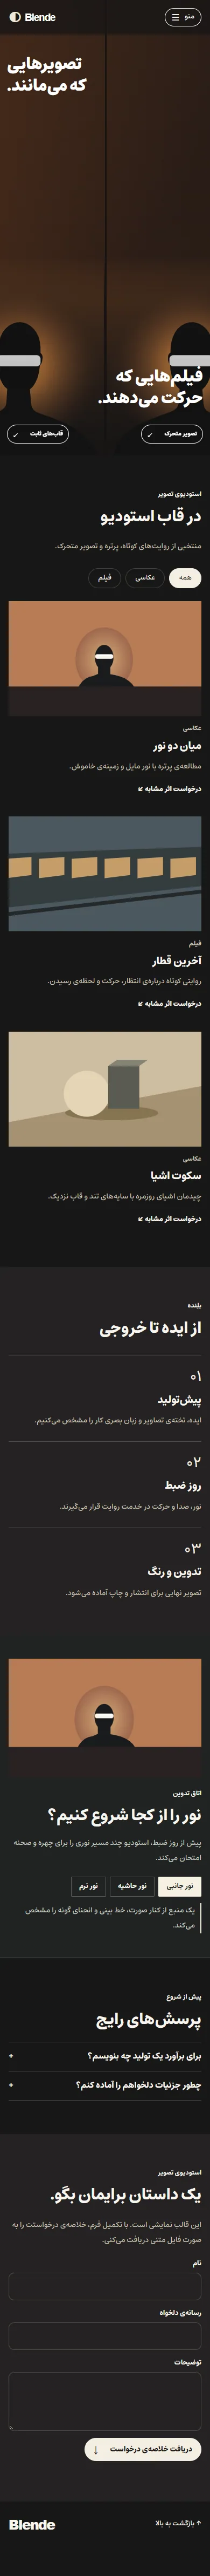 Blende
منو
تصویرهایی
که می‌مانند.
فیلم‌هایی که
حرکت می‌دهند.
تصویر متحرک
قاب‌های ثابت
استودیوی تصویر
در قاب استودیو
منتخبی از روایت‌های کوتاه، پرتره و تصویر متحرک.
همه
عکاسی
فیلم
عکاسی
میان دو نور
مطالعه‌ی پرتره با نور مایل و زمینه‌ی خاموش.
درخواست اثر مشابه
فیلم
آخرین قطار
روایتی کوتاه درباره‌ی انتظار، حرکت و لحظه‌ی رسیدن.
درخواست اثر مشابه
عکاسی
سکوت اشیا
چیدمان اشیای روزمره با سایه‌های تند و قاب نزدیک.
درخواست اثر مشابه
بلنده
از ایده تا خروجی
۰۱
پیش‌تولید
ایده، تخته‌ی تصاویر و زبان بصری کار را مشخص می‌کنیم.
۰۲
روز ضبط
نور، صدا و حرکت در خدمت روایت قرار می‌گیرند.
۰۳
تدوین و رنگ
تصویر نهایی برای انتشار و چاپ آماده می‌شود.
اتاق تدوین
نور را از کجا شروع کنیم؟
پیش از روز ضبط، استودیو چند مسیر نوری را برای چهره و صحنه
امتحان می‌کند.
نور جانبی
نور حاشیه
نور نرم
یک منبع از کنار صورت، خط بینی و انحنای گونه را مشخص
می‌کند.
پیش از شروع
پرسش‌های رایج
برای برآورد یک تولید چه بنویسم؟
+
چطور جزئیات دلخواهم را آماده کنم؟
+
استودیوی تصویر
یک داستان برایمان بگو.
این قالب نمایشی است. با تکمیل فرم، خلاصه‌ی درخواستت را به
صورت فایل متنی دریافت می‌کنی.
نام
رسانه‌ی دلخواه
توضیحات
دریافت خلاصه‌ی درخواست ↓
↑ بازگشت به بالا
Blende